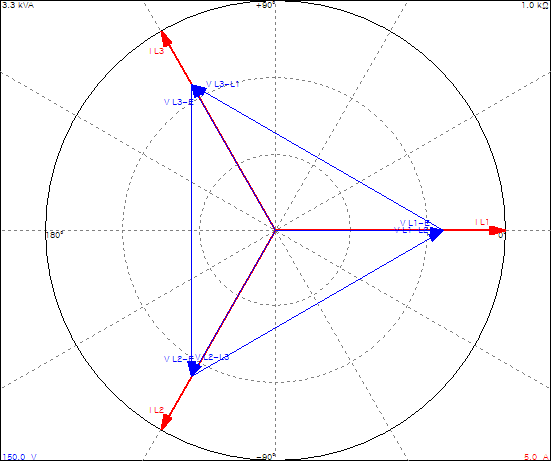 3.3 kVA
+90°
1.0 kΩ
I L3
V L3-L1
V L3-E
I L1
V L1-E
V L1-L2
180°
0°
V L2-E
V L2-L3
I L2
150.0 V
-90°
5.0 A